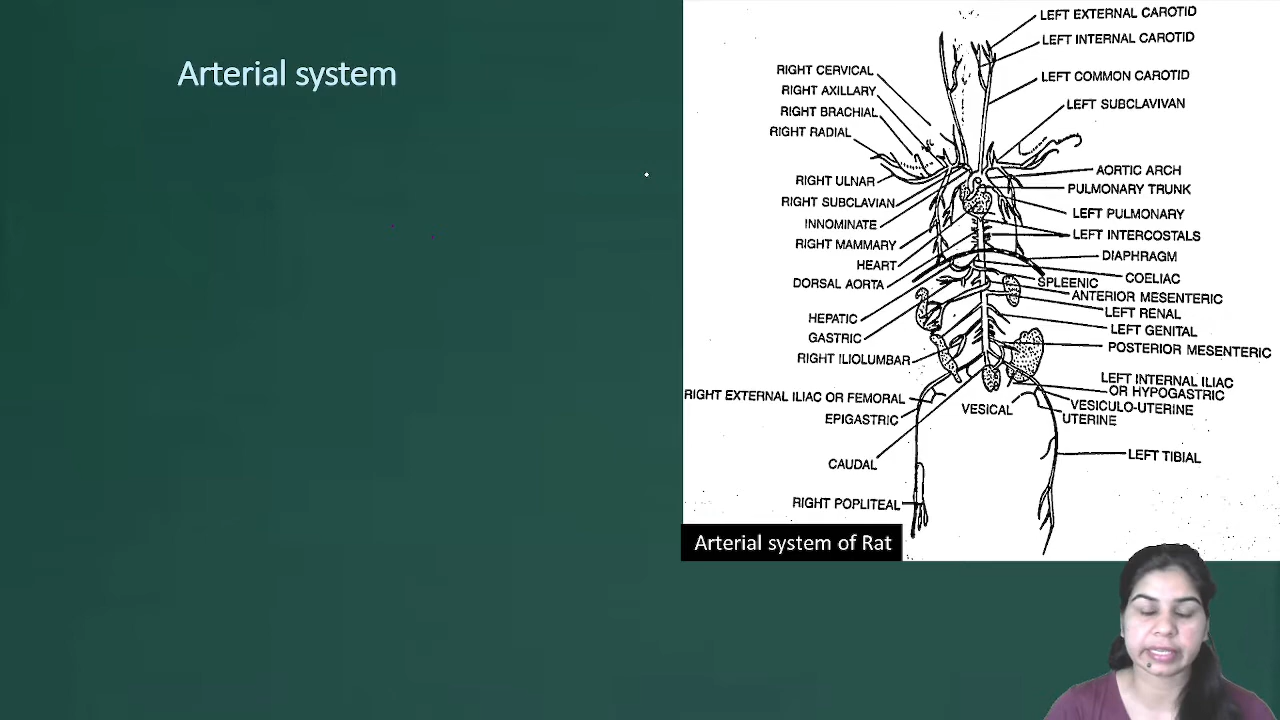 Arterial system
LEFT EXTERNAL CAROTID
LEFT INTERNAL CAROTID
LEFT COMMON CAROTID
LEFT SUBCLAVIVAN
AORTIC ARCH
PULMONARY TRUNK
LEFT PULMONARY
LEFT INTERCOSTALS
DIAPHRAGM
COELIAC
SPLEENIC
ANTERIOR MESENTERIC
LEFT RENAL
LEFT GENITAL
POSTERIOR MESENTERIC
LEFT INTERNAL ILIAC
OR HYPOGASTRIC
VESICULO-UTERINE
UTERINE
LEFT TIBIAL
RIGHT CERVICAL
RIGHT AXILLARY
RIGHT BRACHIAL
RIGHT RADIAL
RIGHT ULNAR
RIGHT SUBCLAVIAN
INNOMINATE
RIGHT MAMMARY
HEART
DORSAL AORTA
HEPATIC
GASTRIC
RIGHT ILIOLUMBAR
RIGHT EXTERNAL ILIAC OR FEMORAL
EPIGASTRIC
VESICAL
CAUDAL
RIGHT POPLITEAL
Arterial system of Rat